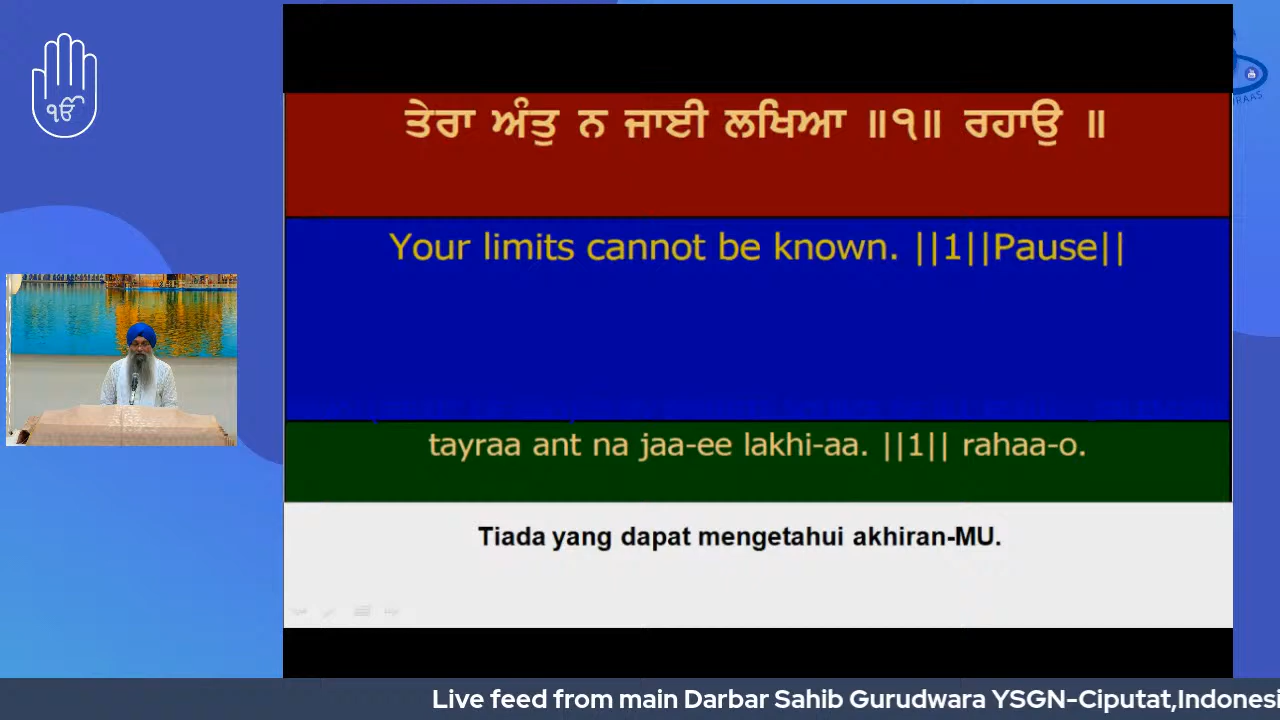 ੴ
ਤੇਰਾ ਅੰਤੁ ਨ ਜਾਈ ਲਖਿਆ ॥੧॥ ਰਹਾਉ ॥
Your limits cannot be known. ||1||Pause||
tayraa ant na jaa-ee lakhi-aa. ||1|| rahaa-o.
Tiada yang dapat mengetahui akhiran-MU.
Live feed from main Darbar Sahib Gurudwara YSGN-Ciputat,Indonesi